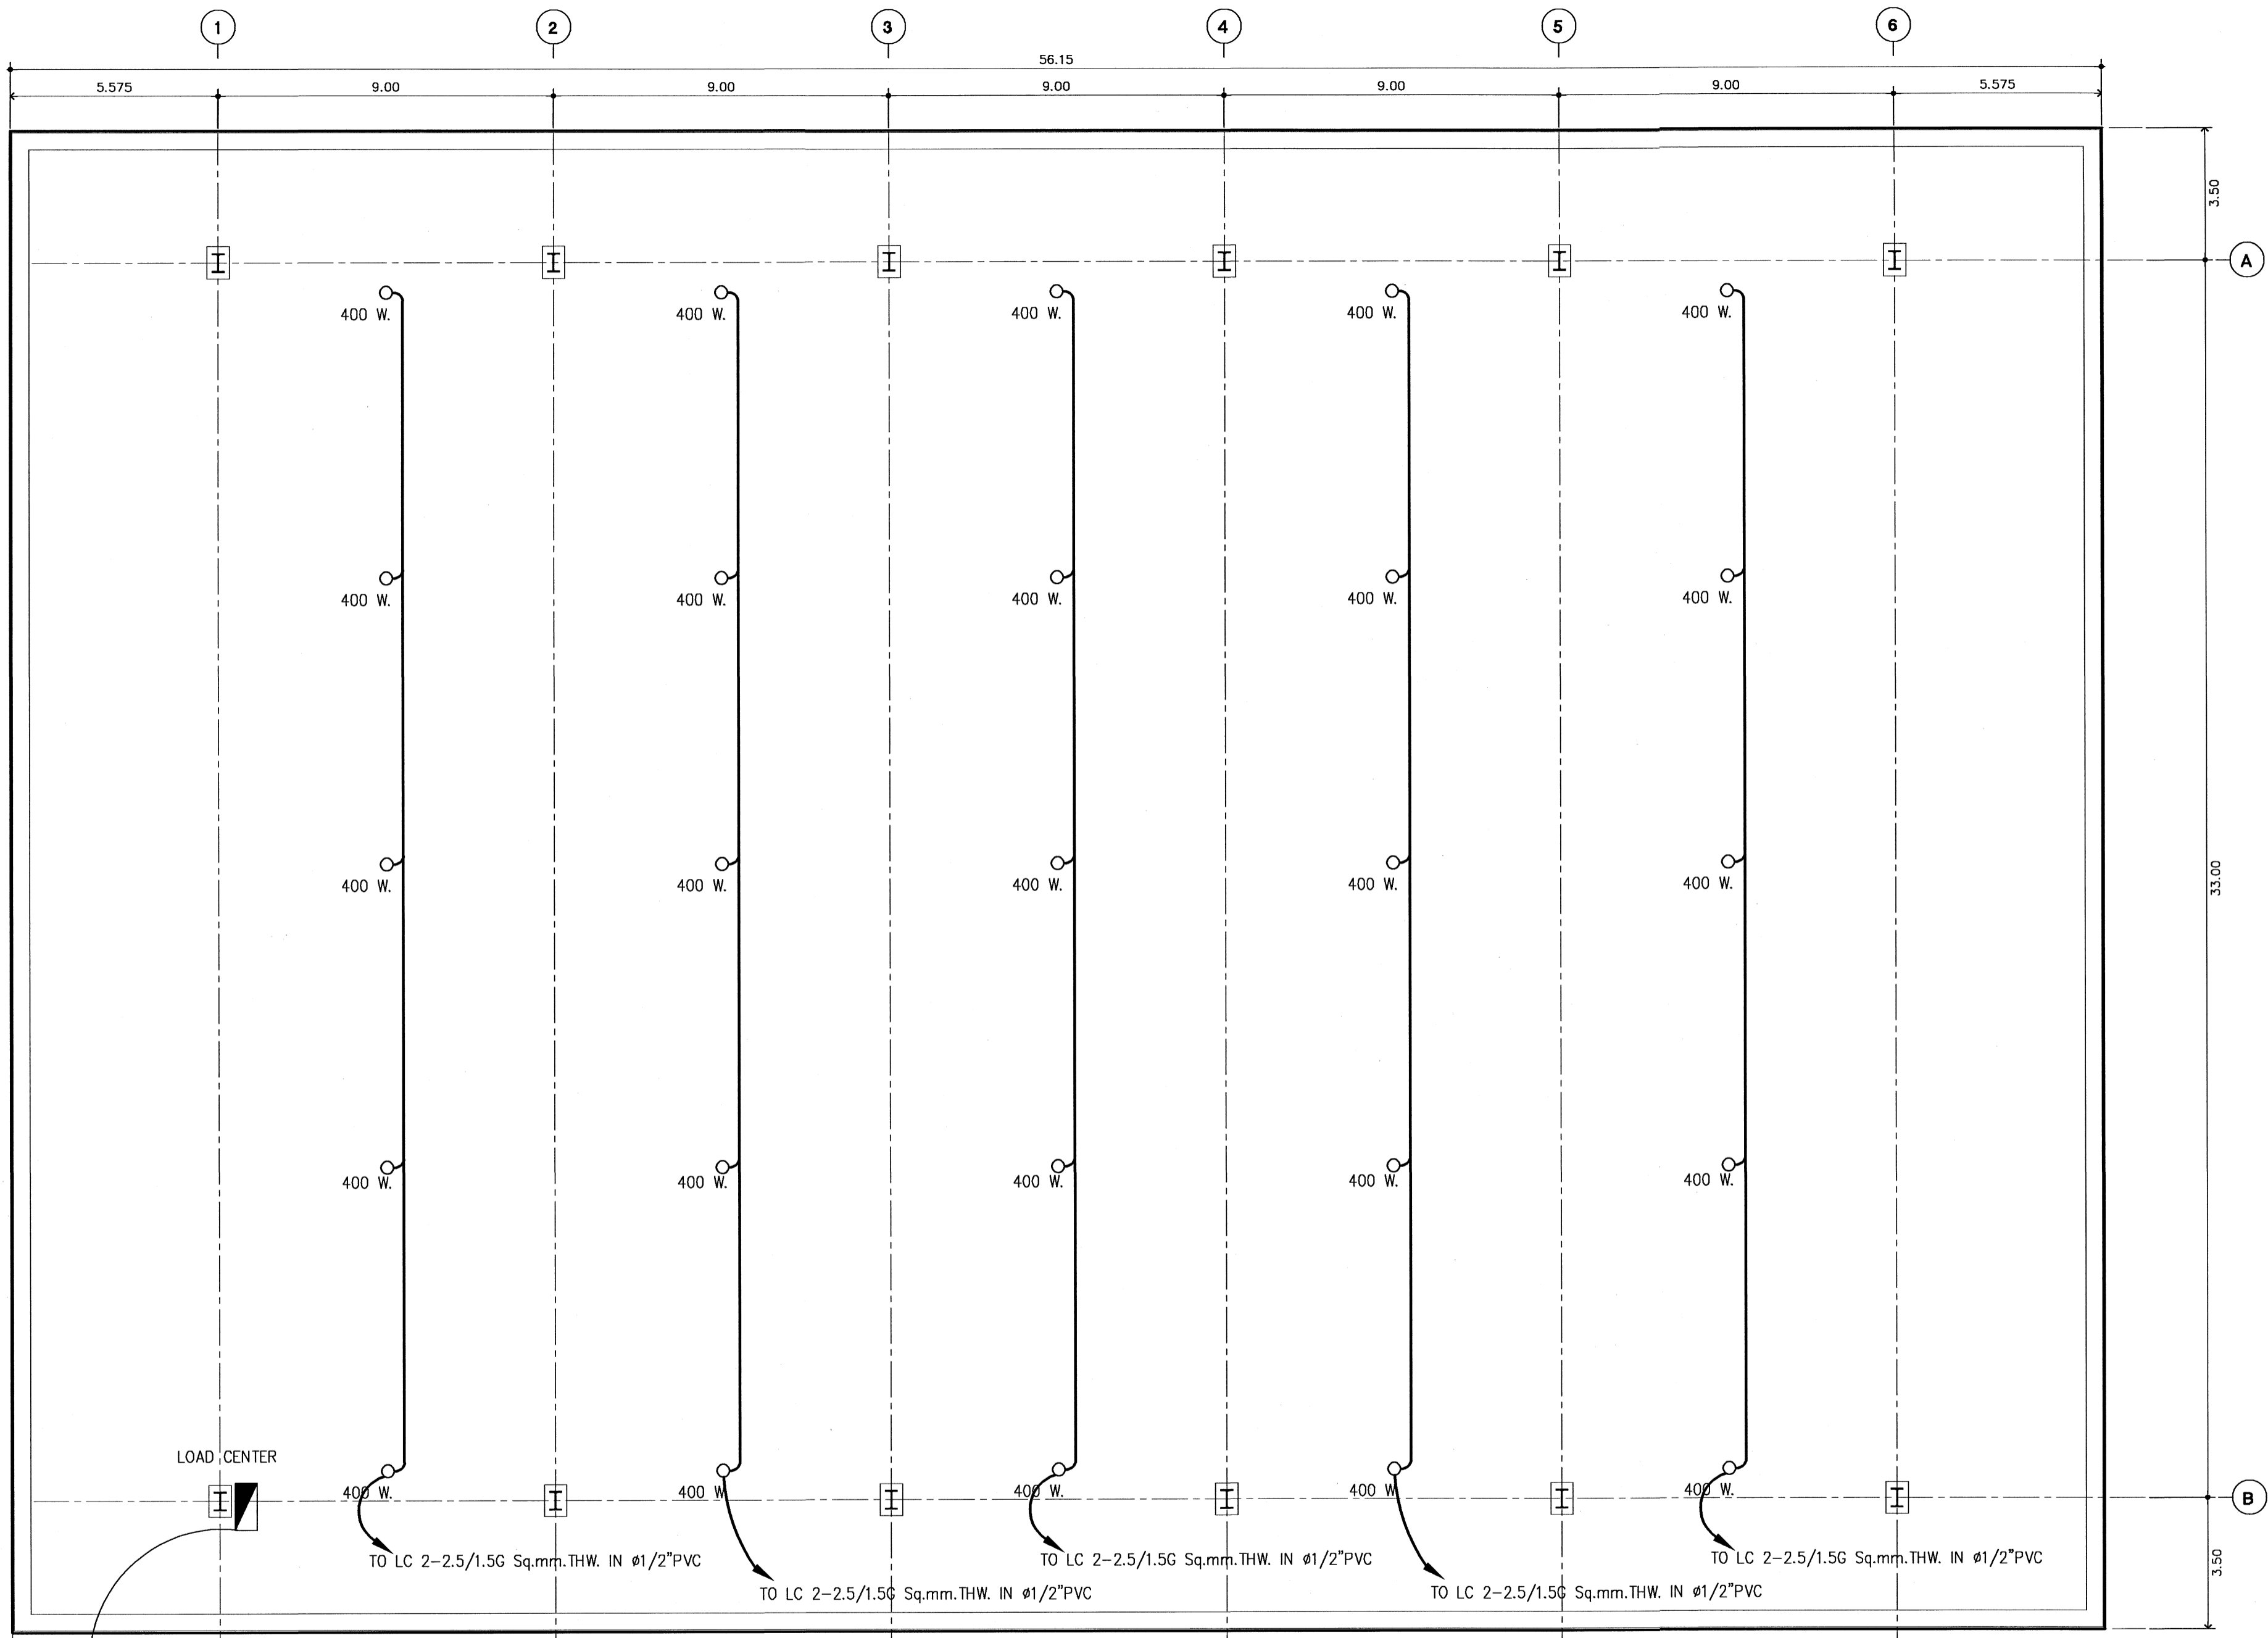 1 2 3 4 5 6
56.15
5.575 9.00 9.00 9.00 9.00 9.00 5.575
3.50
A
400 W. 400 W. 400 W. 400 W. 400 W.
400 W. 400 W. 400 W. 400 W. 400 W.
33.00
400 W. 400 W. 400 W. 400 W. 400 W.
400 W. 400 W. 400 W. 400 W. 400 W.
LOAD CENTER
400 W. 400 W 400 W. 400 W 400 W.
B
TO LC 2-2.5/1.5G Sq.mm.THW. IN ø1/2"PVC
TO LC 2-2.5/1.5G Sq.mm.THW. IN ø1/2"PVC
TO LC 2-2.5/1.5G Sq.mm.THW. IN ø1/2"PVC
TO LC 2-2.5/1.5G Sq.mm.THW. IN ø1/2"PVC
TO LC 2-2.5/1.5G Sq.mm.THW. IN ø1/2"PVC
3.50